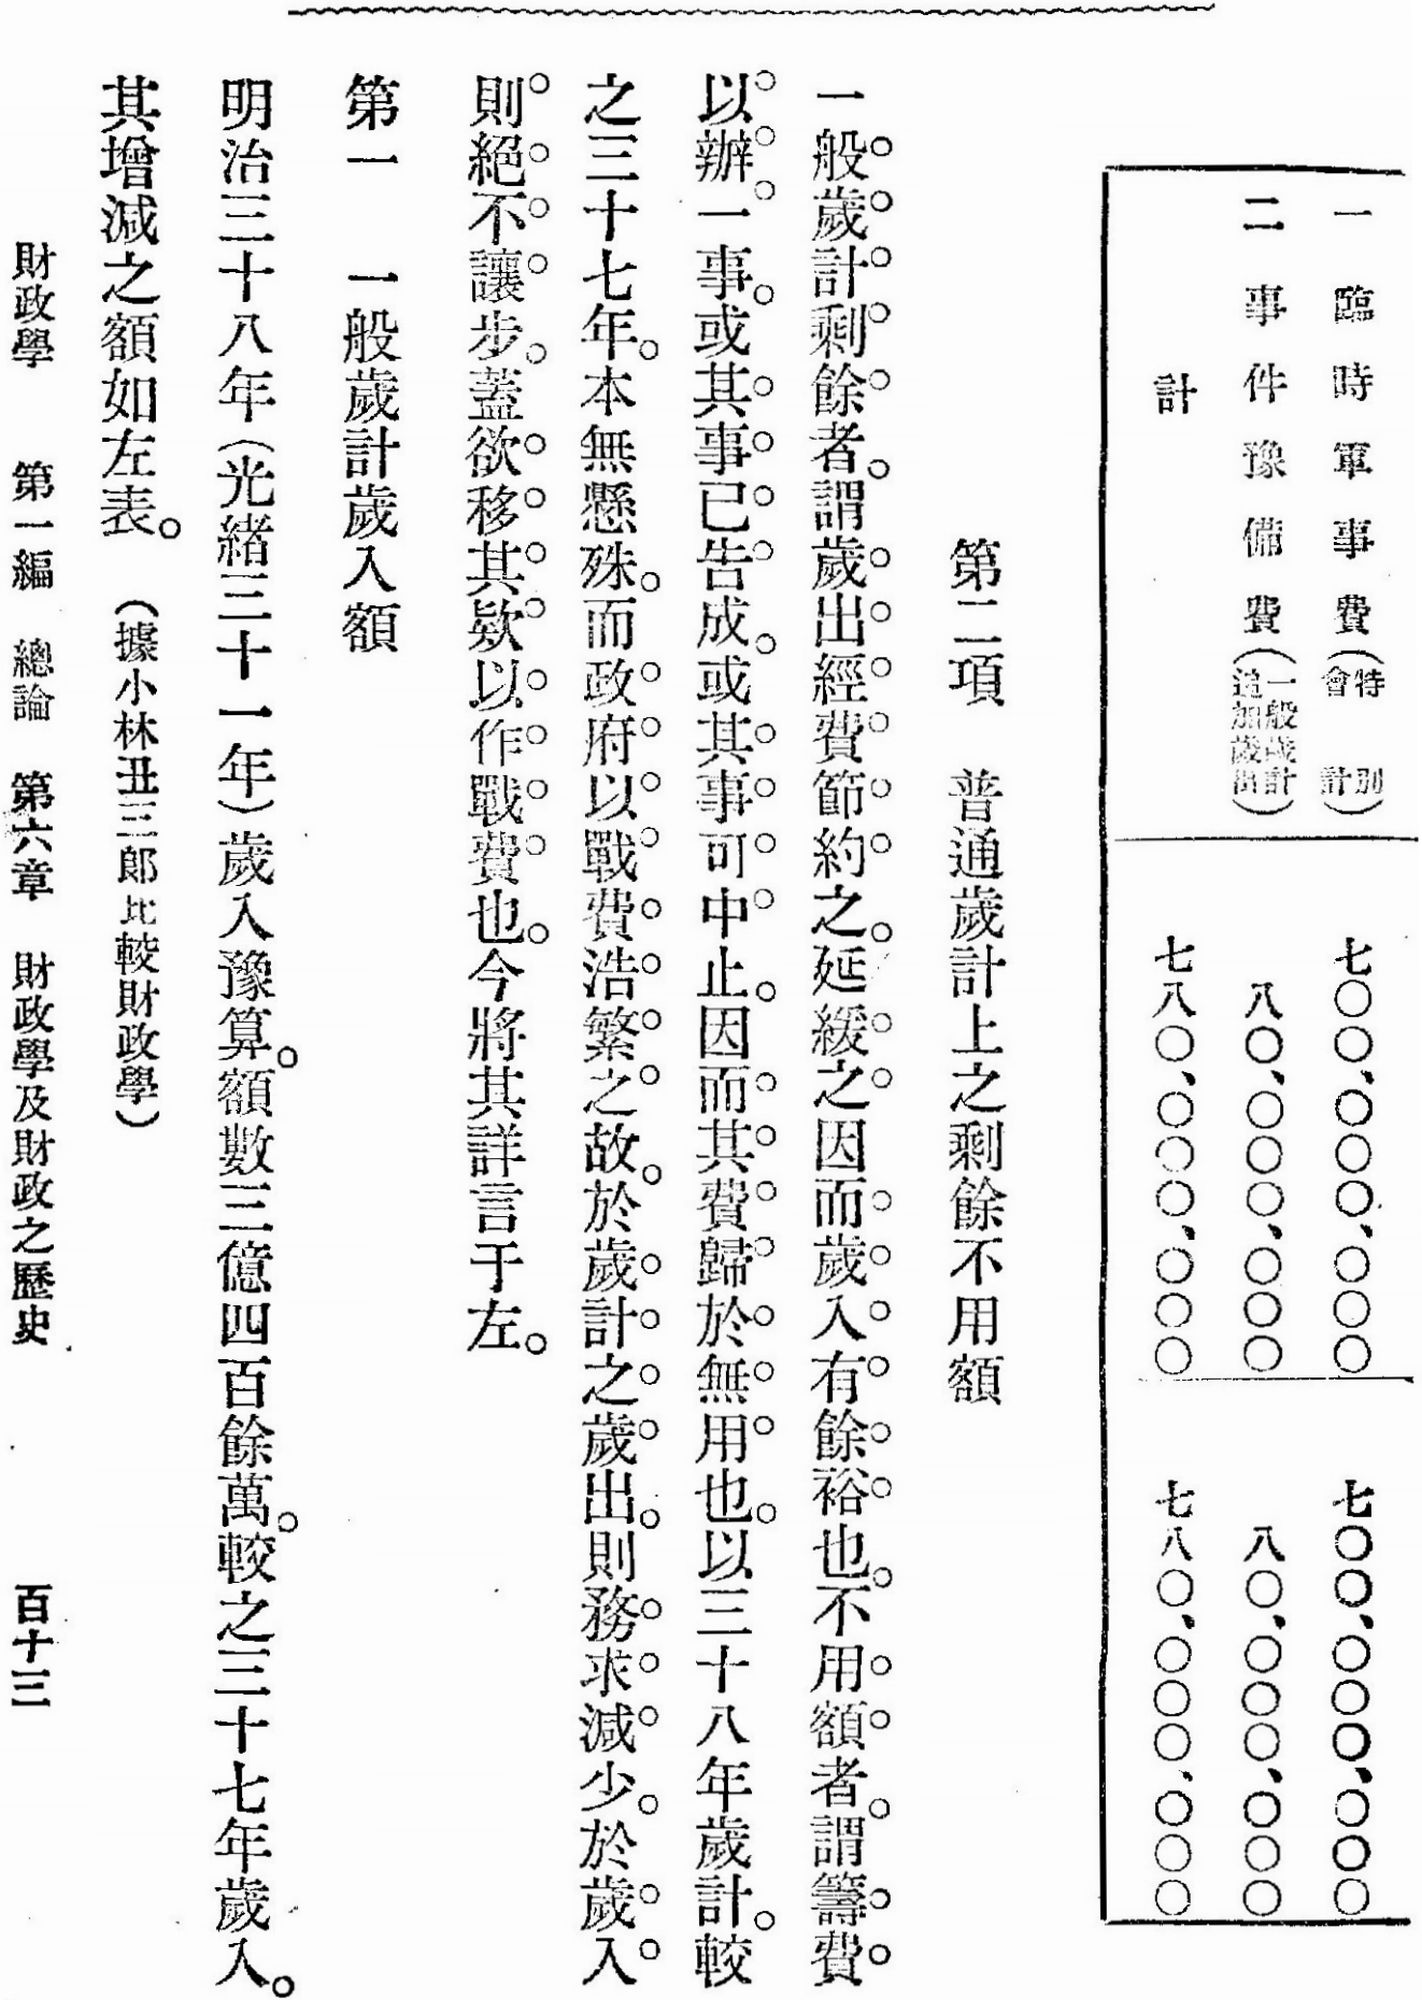 一 臨時軍事費（特別會計） 七〇〇、〇〇〇、〇〇〇 七〇〇、〇〇〇、〇〇〇
二 事件豫備費（一般歲計追加歲出） 八〇、〇〇〇、〇〇〇 八〇、〇〇〇、〇〇〇
計 七八〇、〇〇〇、〇〇〇 七八〇、〇〇〇、〇〇〇
第二項 普通歲計上之剩餘不用額
一般歲計剩餘者。謂歲出經費節約之。延緩之因而歲入有餘裕也。不用額者。謂籌費
以辦一事。或其事已告成。或其事可中止。因而其費歸於無用也。以三十八年歲計。較
之三十七年。本無懸殊。而政府以戰費浩繁之故。於歲計之歲出。則務求減少。於歲入
則絕不讓步。蓋欲移其欵以作戰費也。今將其詳言于左。
第一 一般歲計歲入額
明治三十八年（光緒三十一年）歲入豫算。額數三億四百餘萬。較之三十七年歲入。
其增減之額如左表。 （據小林丑三郎比較財政學）
財政學 第一編 總論 第六章 財政學及財政之歷史 百十三